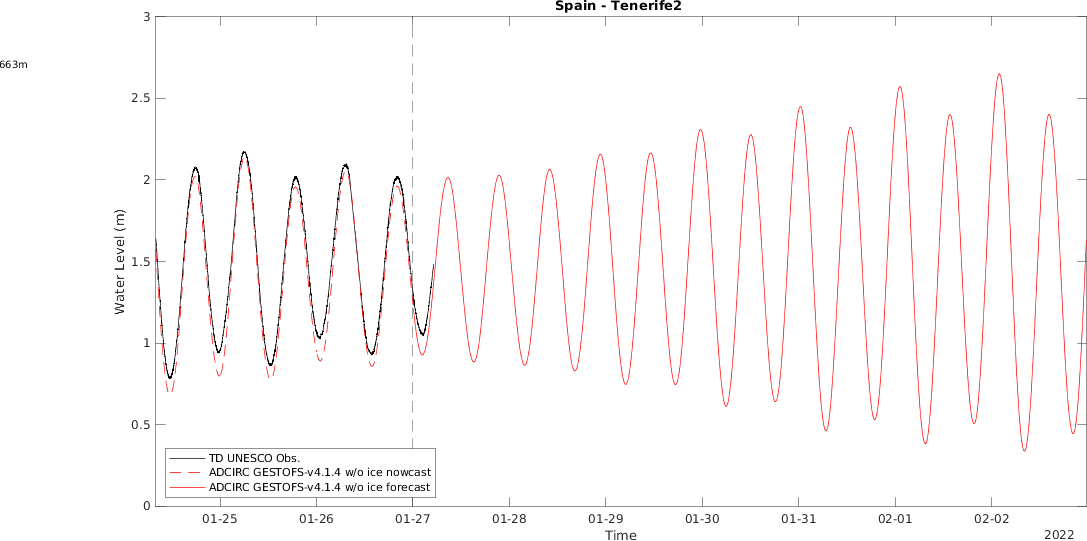 Spain - Tenerife2
663m
3
2.5
2
1.5
1
0.5
0
Water Level (m)
TD UNESCO Obs.
ADCIRC GESTOFS-v4.1.4 w/o ice nowcast
ADCIRC GESTOFS-v4.1.4 w/o ice forecast
01-25 01-26 01-27 01-28 01-29 01-30 01-31 02-01 02-02
Time
2022